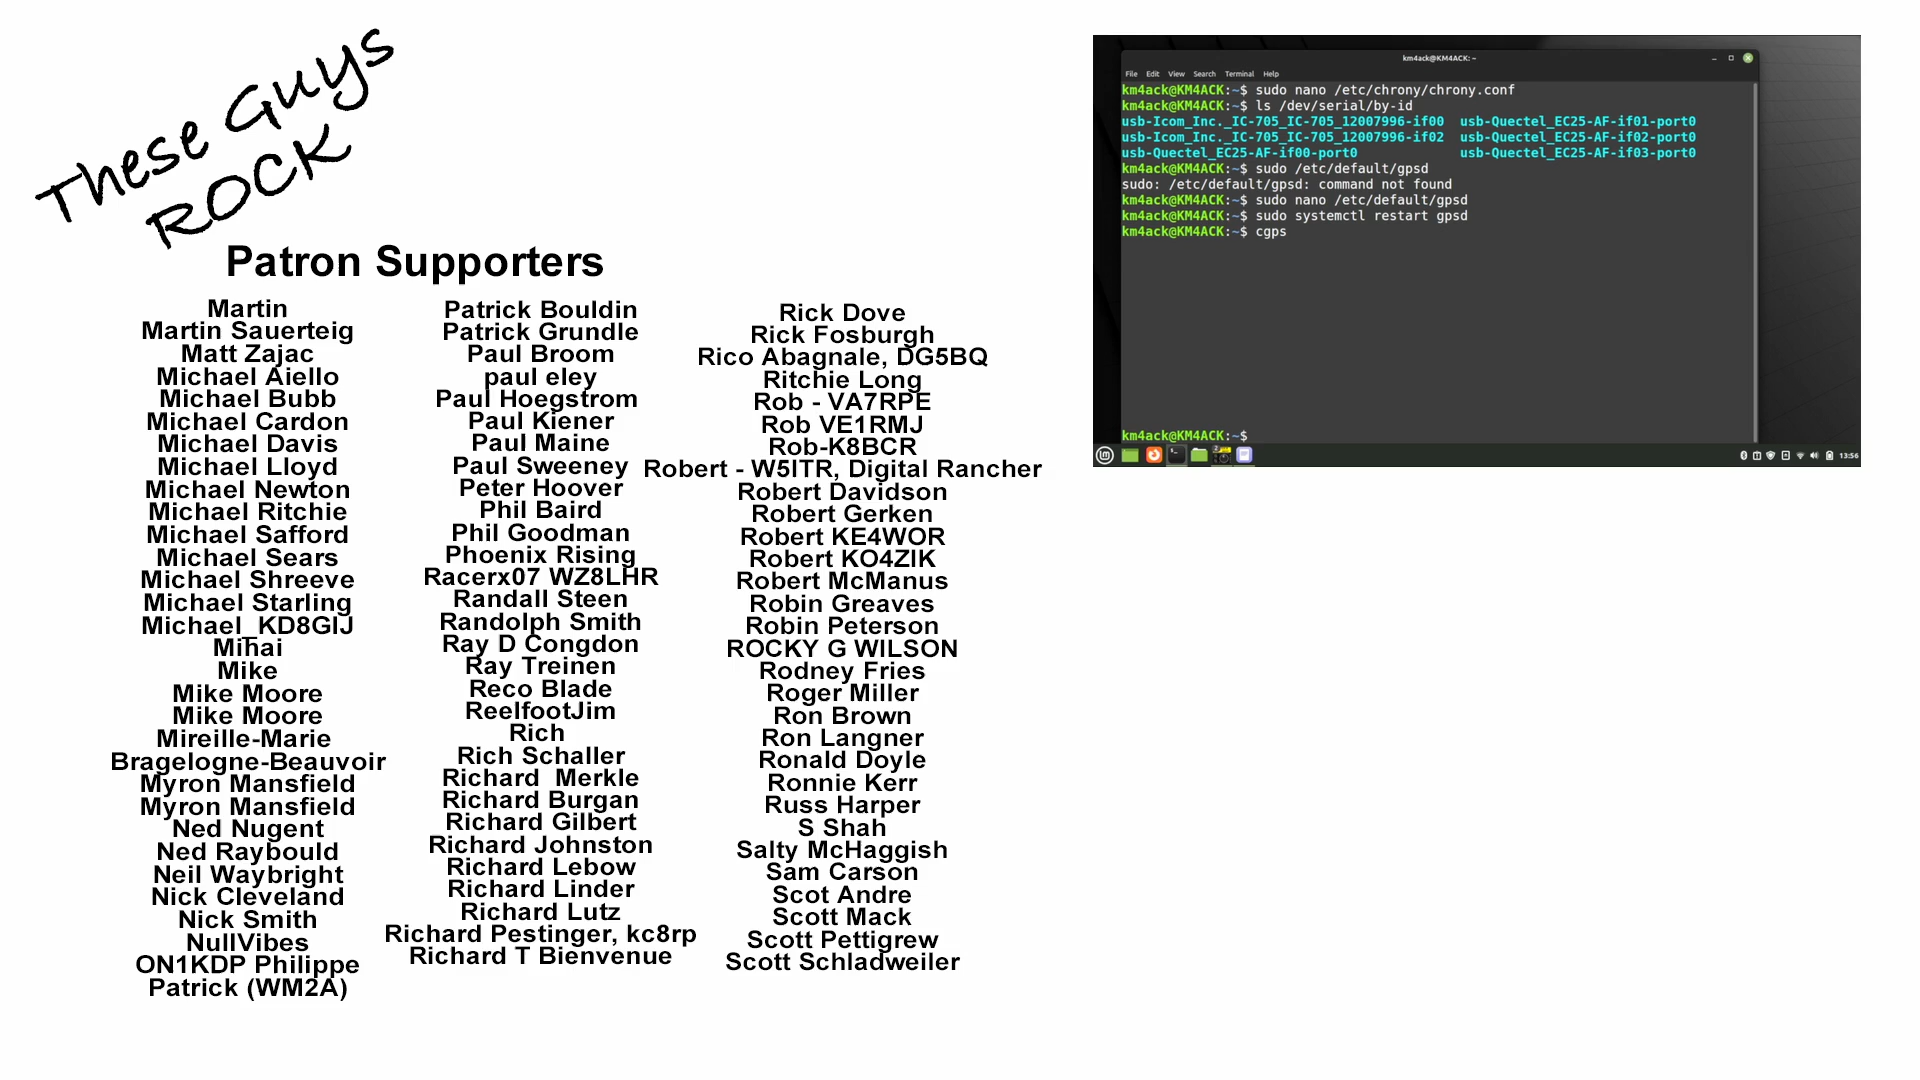 These Guys
ROCK
Patron Supporters
Martin
Martin Sauerteig
Matt Zajac
Michael Aiello
Michael Bubb
Michael Cardon
Michael Davis
Michael Lloyd
Michael Newton
Michael Ritchie
Michael Safford
Michael Sears
Michael Shreeve
Michael Starling
Michael_KD8GIJ
Mihai
Mike
Mike Moore
Mike Moore
Mireille-Marie
Bragelogne-Beauvoir
Myron Mansfield
Myron Mansfield
Ned Nugent
Ned Raybould
Neil Waybright
Nick Cleveland
Nick Smith
NullVibes
ON1KDP Philippe
Patrick (WM2A)
Patrick Bouldin
Patrick Grundle
Paul Broom
paul eley
Paul Hoegstrom
Paul Kiener
Paul Maine
Paul Sweeney
Peter Hoover
Phil Baird
Phil Goodman
Phoenix Rising
Racerx07 WZ8LHR
Randall Steen
Randolph Smith
Ray D Congdon
Ray Treinen
Reco Blade
ReelfootJim
Rich
Rich Schaller
Richard  Merkle
Richard Burgan
Richard Gilbert
Richard Johnston
Richard Lebow
Richard Linder
Richard Lutz
Richard Pestinger, kc8rp
Richard T Bienvenue
Rick Dove
Rick Fosburgh
Rico Abagnale, DG5BQ
Ritchie Long
Rob - VA7RPE
Rob VE1RMJ
Rob-K8BCR
Robert - W5ITR, Digital Rancher
Robert Davidson
Robert Gerken
Robert KE4WOR
Robert KO4ZIK
Robert McManus
Robin Greaves
Robin Peterson
ROCKY G WILSON
Rodney Fries
Roger Miller
Ron Brown
Ron Langner
Ronald Doyle
Ronnie Kerr
Russ Harper
S Shah
Salty McHaggish
Sam Carson
Scot Andre
Scott Mack
Scott Pettigrew
Scott Schladweiler
km4ack@KM4ACK: ~
File Edit View Search Terminal Help
km4ack@KM4ACK:~$ sudo nano /etc/chrony/chrony.conf
km4ack@KM4ACK:~$ ls /dev/serial/by-id
usb-Icom_Inc._IC-705_IC-705_12007996-if00  usb-Quectel_EC25-AF-if01-port0
usb-Icom_Inc._IC-705_IC-705_12007996-if02  usb-Quectel_EC25-AF-if02-port0
usb-Quectel_EC25-AF-if00-port0  usb-Quectel_EC25-AF-if03-port0
km4ack@KM4ACK:~$ sudo /etc/default/gpsd
sudo: /etc/default/gpsd: command not found
km4ack@KM4ACK:~$ sudo nano /etc/default/gpsd
km4ack@KM4ACK:~$ sudo systemctl restart gpsd
km4ack@KM4ACK:~$ cgps
km4ack@KM4ACK:~$
13:56